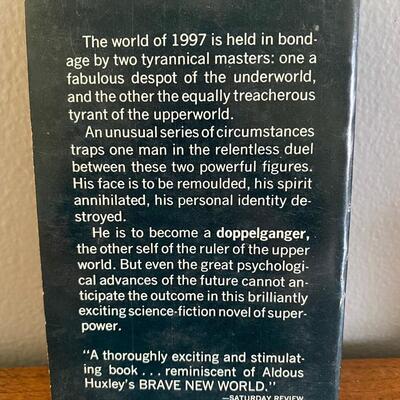 The world of 1997 is held in bond-
age by two tyrannical masters: one a
fabulous despot of the underworld,
and the other the equally treacherous
tyrant of the upperworld.
An unusual series of circumstances
traps one man in the relentless duel
between these two powerful figures.
His face is to be remoulded, his spirit
annihilated, his personal identity de-
stroyed.
He is to become a doppelganger,
the other self of the ruler of the upper
world. But even the great psychologi-
cal advances of the future cannot an-
ticipate the outcome in this brilliantly
exciting science-fiction novel of super-
power.
"A thoroughly exciting and stimulat-
ing book . . . reminiscent of Aldous
Huxley's BRAVE NEW WORLD."
—SATURDAY REVIEW